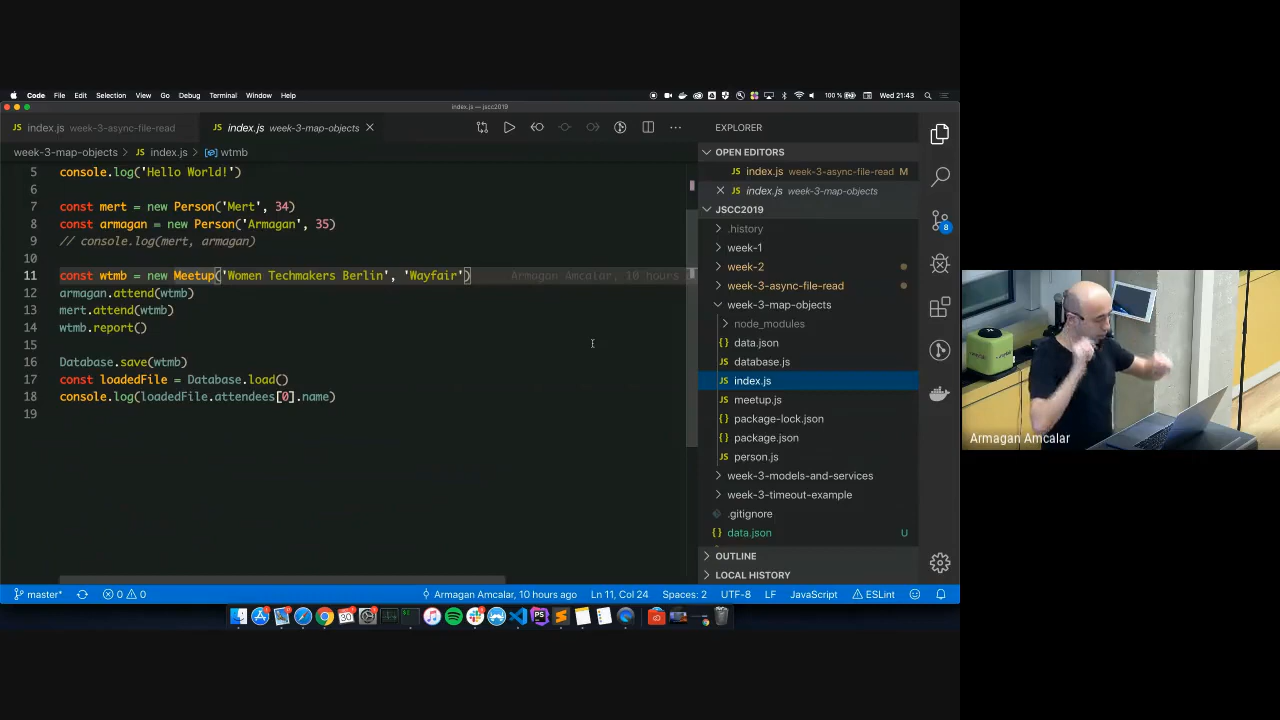 Code File Edit Selection View Go Debug Terminal Window Help 100 % Wed 21:43
index.js — jscc2019
index.js week-3-async-file-read index.js week-3-map-objects
week-3-map-objects > index.js > wtmb
5 console.log('Hello World!')
6
7 const mert = new Person('Mert', 34)
8 const armagan = new Person('Armagan', 35)
9 // console.log(mert, armagan)
10
11 const wtmb = new Meetup('Women Techmakers Berlin', 'Wayfair') Armagan Amcalar, 10 hours
12 armagan.attend(wtmb)
13 mert.attend(wtmb)
14 wtmb.report()
15
16 Database.save(wtmb)
17 const loadedFile = Database.load()
18 console.log(loadedFile.attendees[0].name)
19
EXPLORER
OPEN EDITORS
JS index.js week-3-async-file-read M
JS index.js week-3-map-objects
JSCC2019
.history
week-1
week-2
week-3-async-file-read
week-3-map-objects
node_modules
{} data.json
JS database.js
JS index.js
JS meetup.js
{} package-lock.json
{} package.json
JS person.js
week-3-models-and-services
week-3-timeout-example
.gitignore
{} data.json U
OUTLINE
LOCAL HISTORY
8
master* 0 0 Armagan Amcalar, 10 hours ago Ln 11, Col 24 Spaces: 2 UTF-8 LF JavaScript ESLint
Armagan Amcalar